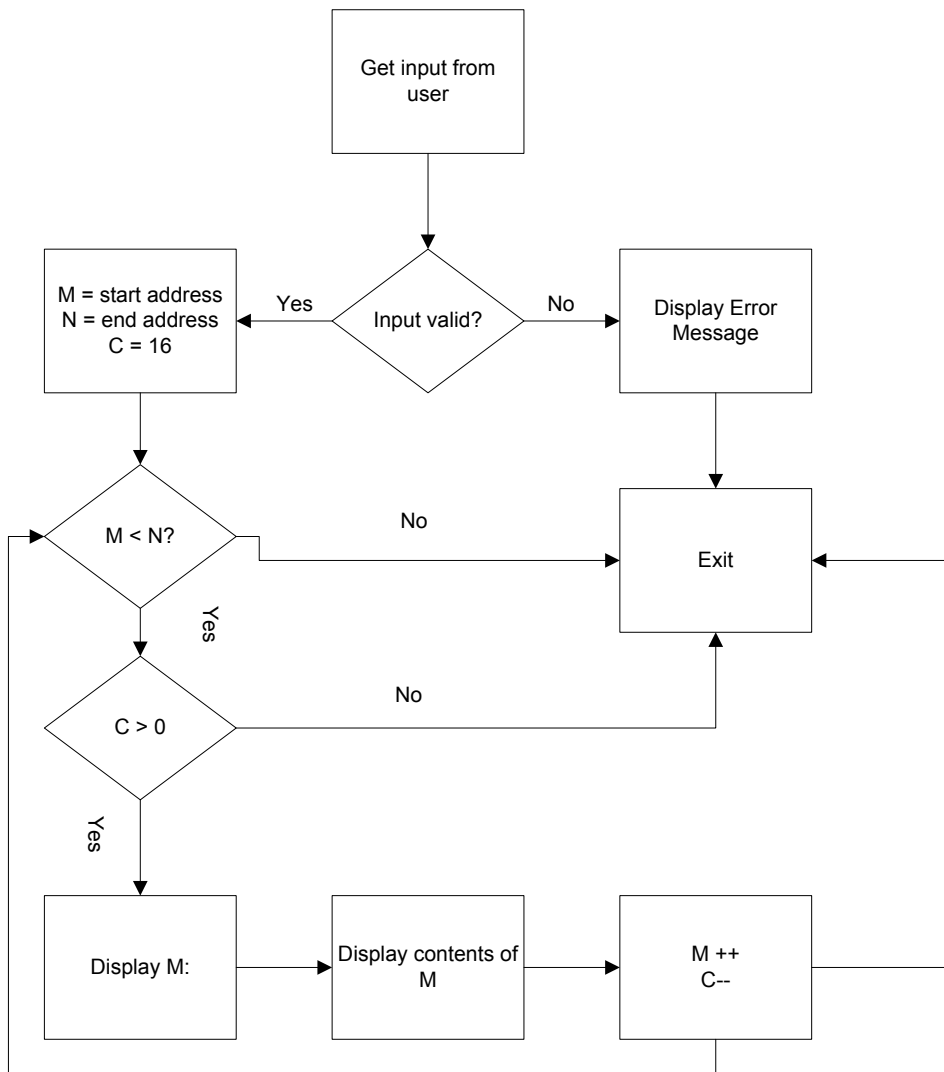 Get input from
user
M = start address
N = end address
C = 16
Yes
Input valid?
No
Display Error
Message
M < N?
No
Exit
Yes
C > 0
No
Yes
Display M:
Display contents of
M
M ++
C--